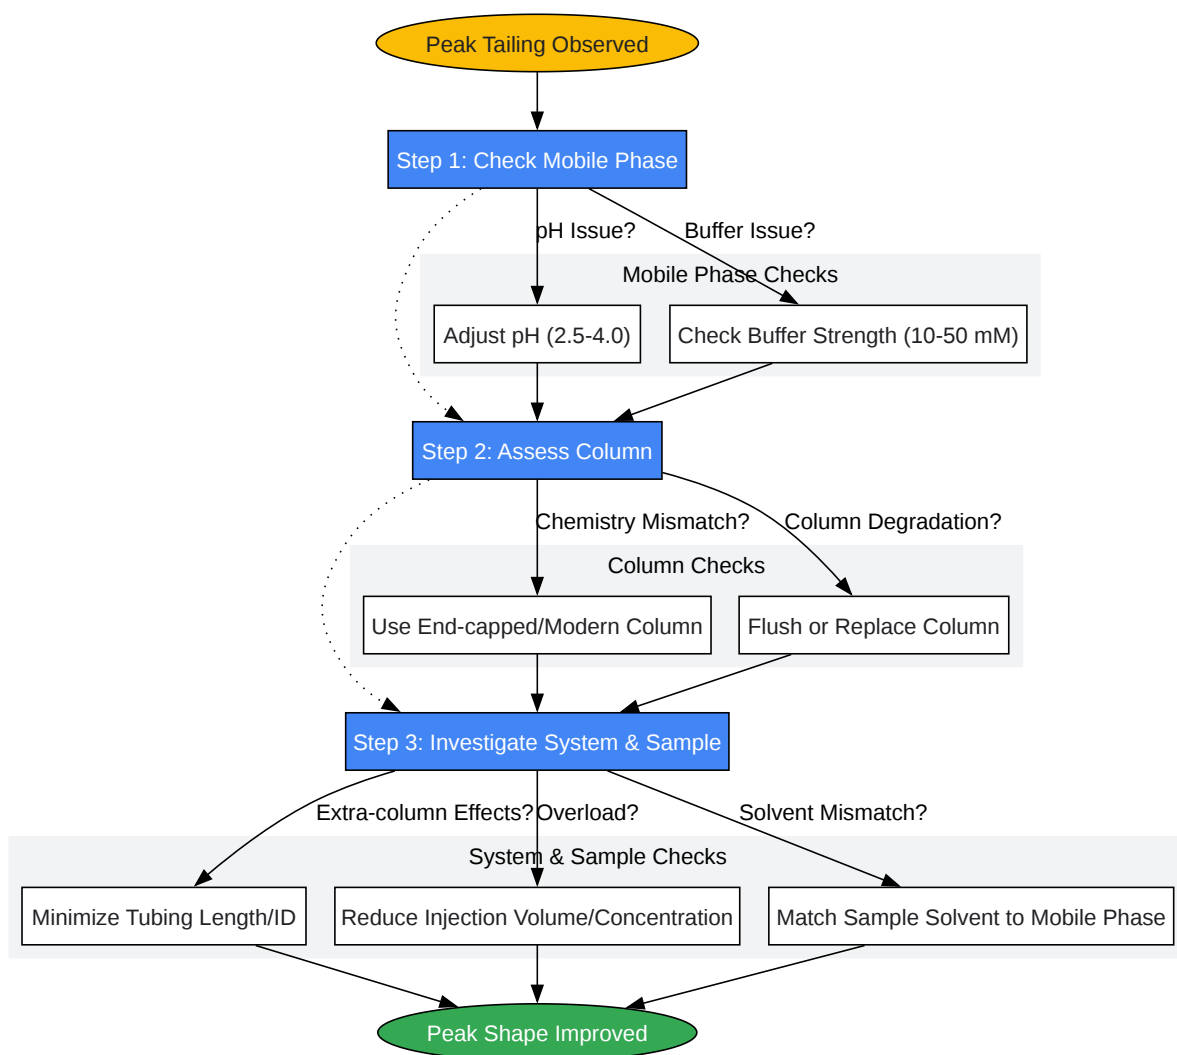 Peak Tailing Observed
Step 1: Check Mobile Phase
pH Issue?
Buffer Issue?
Mobile Phase Checks
Adjust pH (2.5-4.0)
Check Buffer Strength (10-50 mM)
Step 2: Assess Column
Chemistry Mismatch?
Column Degradation?
Column Checks
Use End-capped/Modern Column
Flush or Replace Column
Step 3: Investigate System & Sample
Extra-column Effects?
Overload?
Solvent Mismatch?
System & Sample Checks
Minimize Tubing Length/ID
Reduce Injection Volume/Concentration
Match Sample Solvent to Mobile Phase
Peak Shape Improved